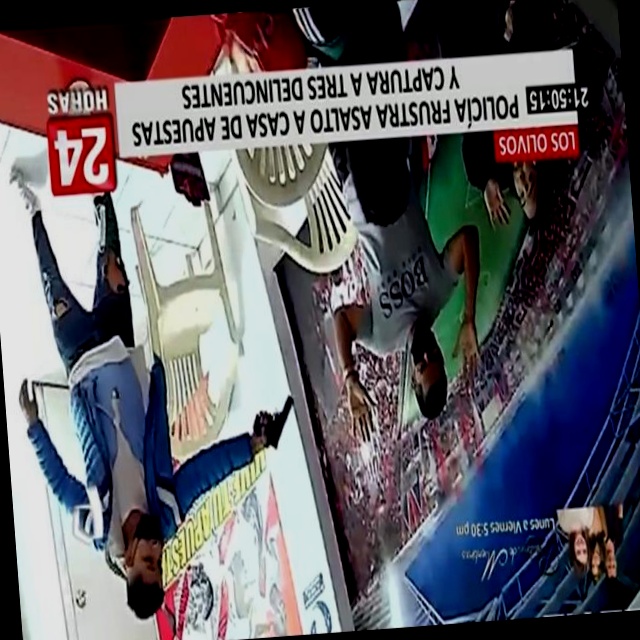 LOS OLIVOS
21:50:15 POLICÍA FRUSTRA ASALTO A CASA DE APUESTAS
Y CAPTURA A TRES DELINCUENTES
24
HORAS
BOSS
Lunes a Viernes 5:30 pm